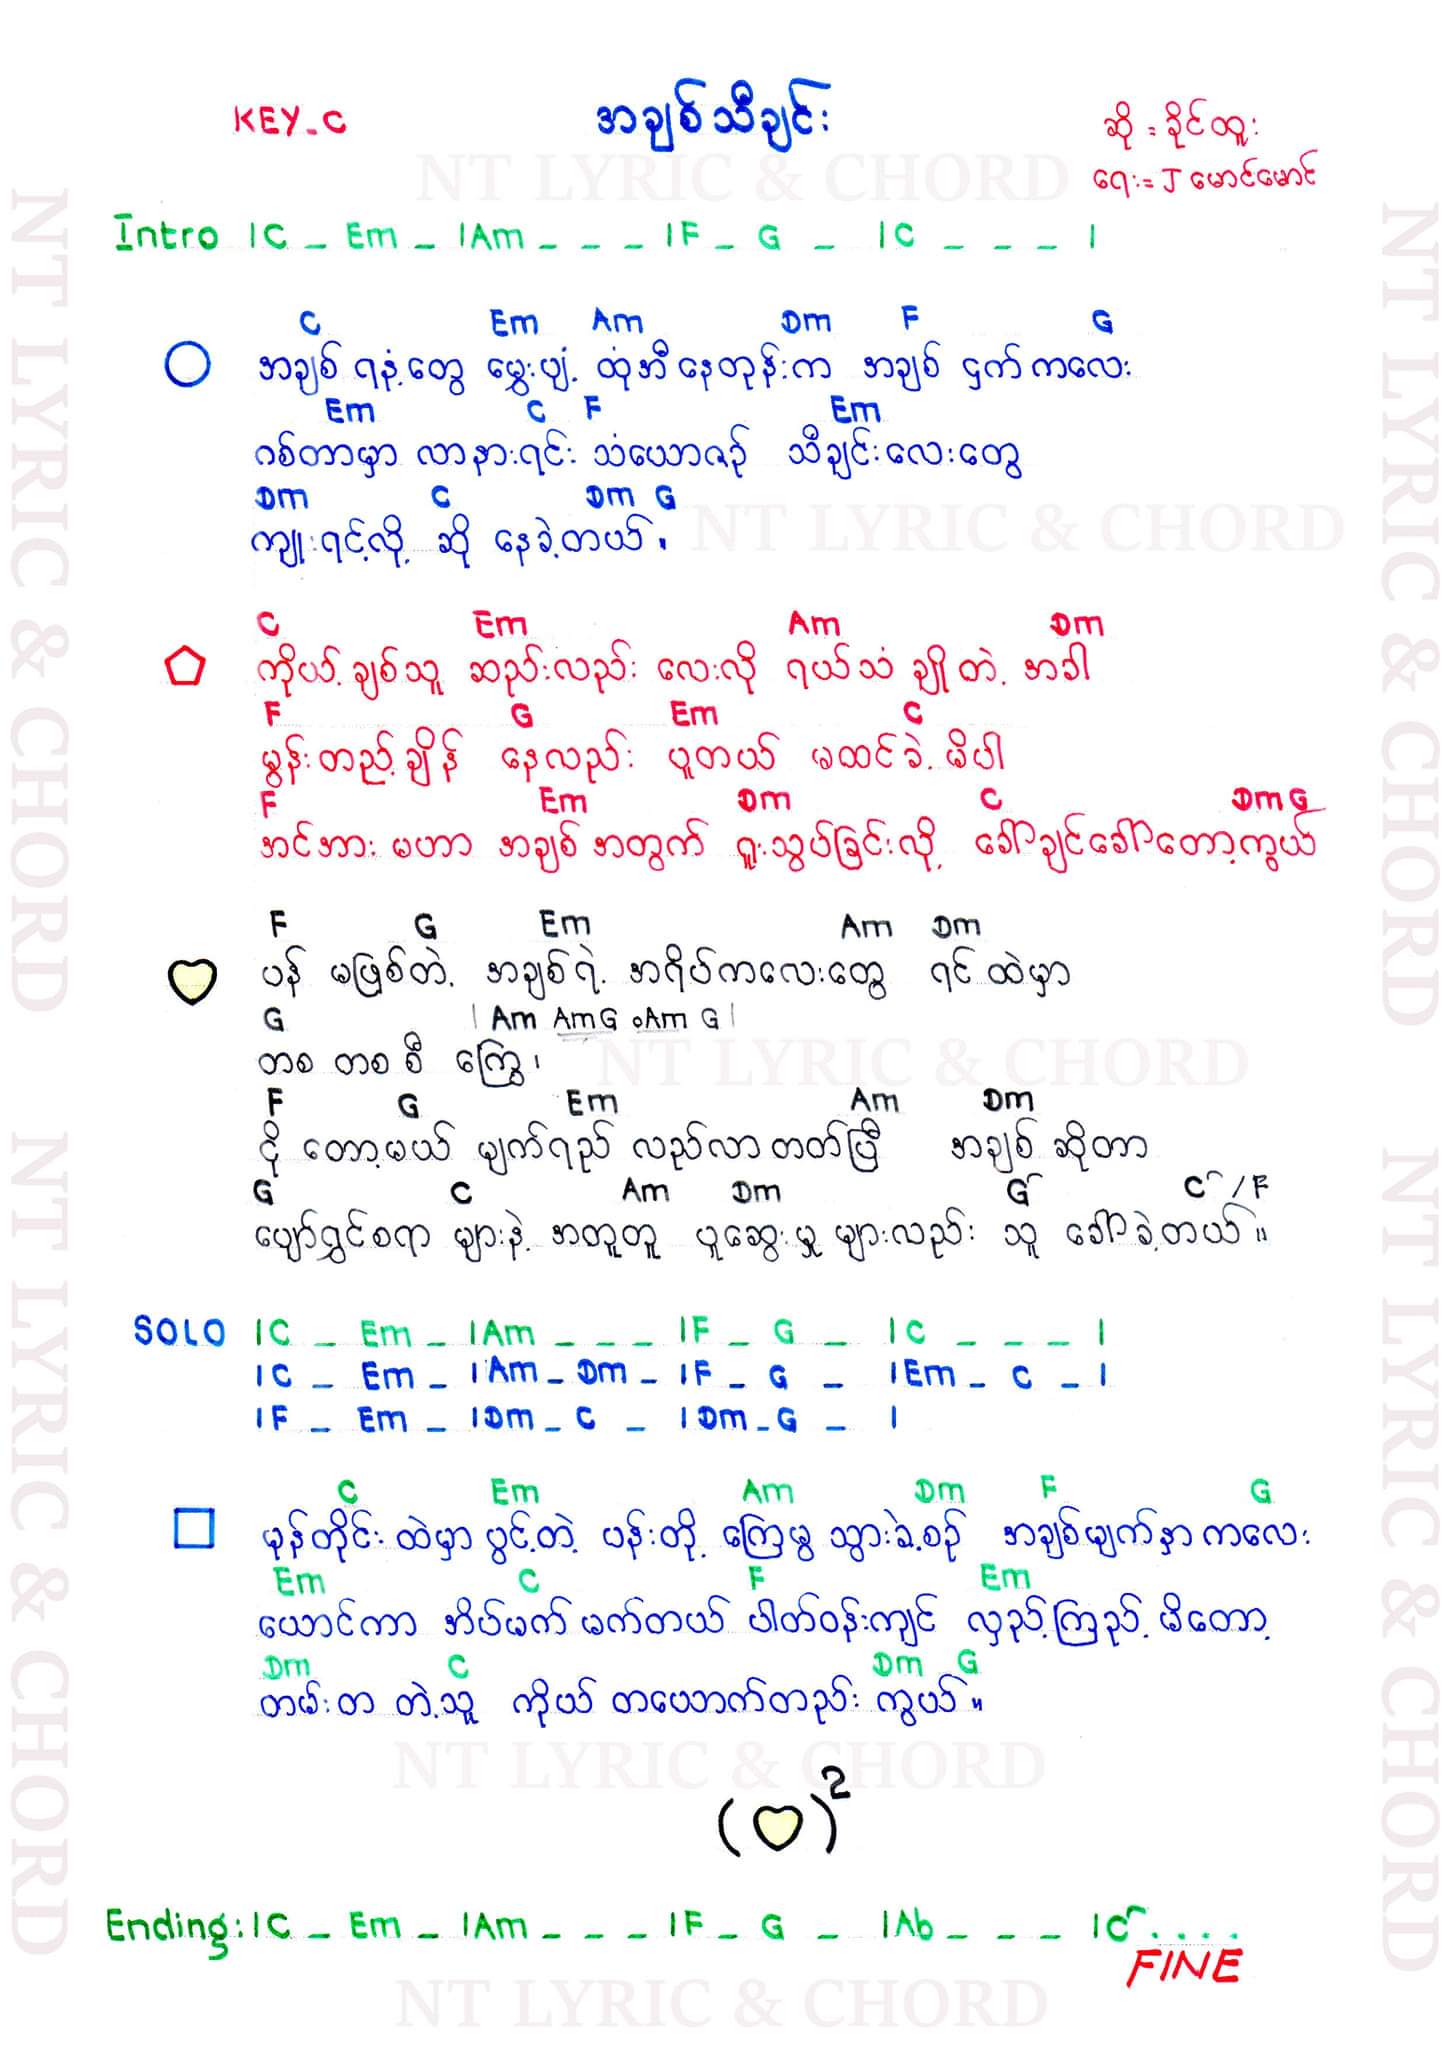 KEY_C
အချစ်သီချင်း
ဆို = ခိုင်ထူး
ရေး = J မောင်မောင်
NT LYRIC & CHORD
Intro |C _ Em _ |Am _ _ _ |F _ G _ |C _ _ _ |
C Em Am Dm F G
အချစ် ရနံ့တွေ မွှေးပျံ့ ထုံအီနေတုန်းက အချစ် ငှက်ကလေး
Em C F Em
ဂစ်တာမှာ လာနားရင်း သံယောဇဉ် သီချင်းလေးတွေ
Dm C Dm G
ကျူးရင့်လို့ ဆို နေခဲ့တယ်၊
NT LYRIC & CHORD
C Em Am Dm
ကိုယ့်ချစ်သူ ဆည်းလည်း လေးလို ရယ်သံ ချိုတဲ့ အခါ
F G Em C
မွန်းတည့်ချိန် နေလည်း ပူတယ် မထင်ခဲ့မိပါ
F Em Dm C Dm G
အင်အား မဟာ အချစ်အတွက် ရူးသွပ်ခြင်းလို့ ခေါ်ချင်ခေါ်တော့ကွယ်
F G Em Am Dm
ပန် မဖြစ်တဲ့ အချစ်ရဲ့ အရိပ်ကလေးတွေ ရင်ထဲမှာ
G |Am AmG Am G|
တစ တစ စီ ကြွေ၊
NT LYRIC & CHORD
F G Em Am Dm
ငို တော့မယ် မျက်ရည် လည်လာတတ်ပြီ အချစ် ဆိုတာ
G C Am Dm G C / F
ပျော်ရွှင်စရာ များနဲ့ အတူတူ ပူဆွေးမှု များလည်း သူ ခေါ်ခဲ့တယ်။
SOLO |C _ Em _ |Am _ _ _ |F _ G _ |C _ _ _ |
|C _ Em _ |Am _ Dm _ |F _ G _ |Em _ C _ |
|F _ Em _ |Dm _ C _ |Dm _ G _ |
C Em Am Dm F G
မုန်တိုင်း ထဲမှာ ပွင့်တဲ့ ပန်းတို့ ကြေမွ သွားခဲ့စဉ် အချစ်မျက်နှာကလေး
Em C F Em
ယောင်ကာ အိပ်မက် မက်တယ် ပါတ်ဝန်းကျင် လှည့်ကြည့် မိတော့
Dm C Dm G
တမ်းတ တဲ့သူ ကိုယ် တယောက်တည်း ကွယ်။
NT LYRIC & CHORD
(♡)²
Ending: |C _ Em _ |Am _ _ _ |F _ G _ |Ab _ _ _ |C . . . .
FINE
NT LYRIC & CHORD
NT LYRIC & CHORD
NT LYRIC & CHORD
NT LYRIC & CHORD
NT LYRIC & CHORD